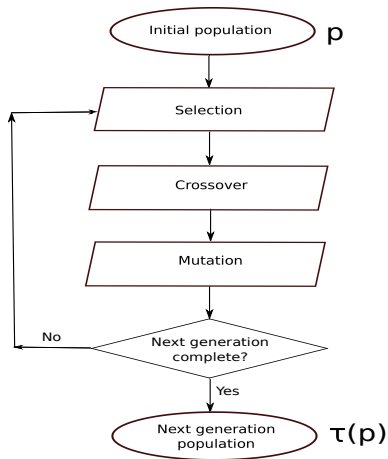 Initial population
p
Selection
Crossover
Mutation
Next generation
complete?
No
Yes
Next generation
population
τ(p)